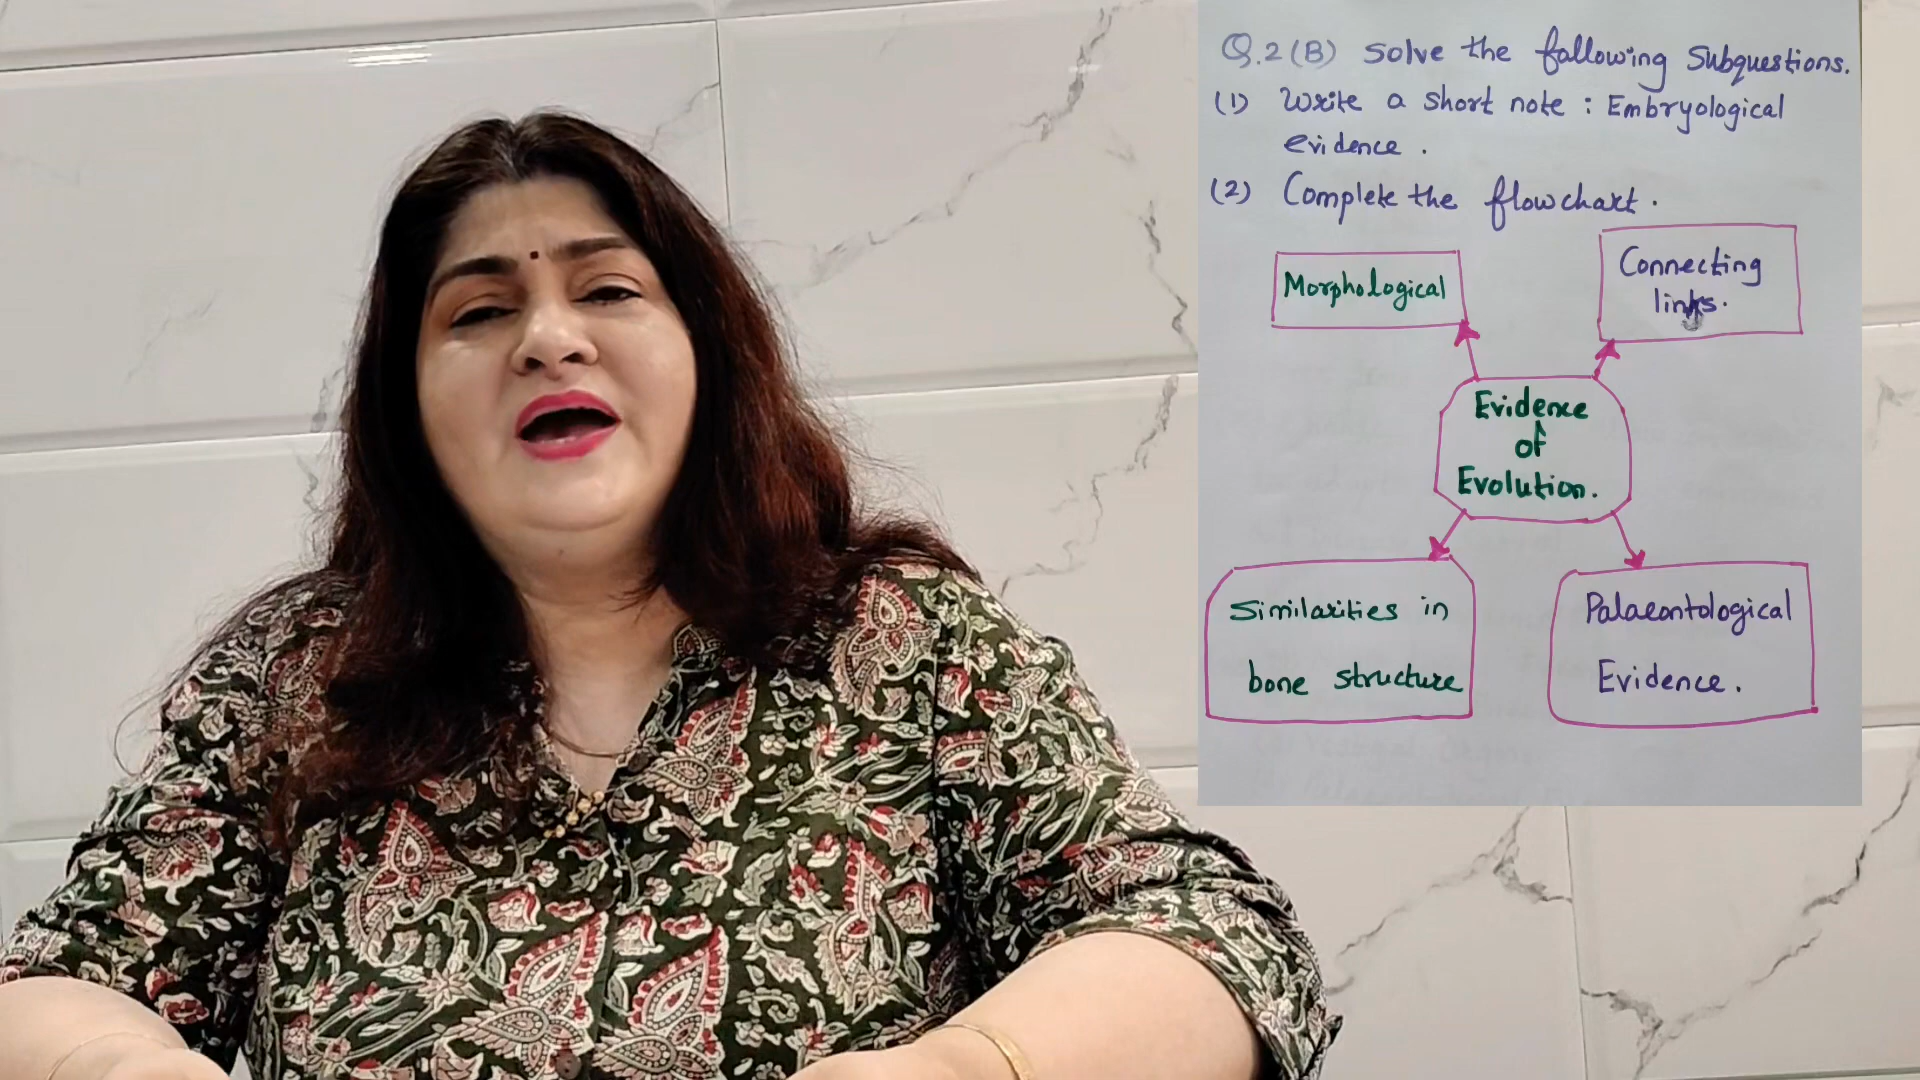 Q.2 (B) Solve the following Subquestions.
(1) Write a short note : Embryological
evidence .
(2) Complete the flowchart .
Morphological
Connecting
links.
Evidence
of
Evolution.
Similarities in
bone structure
Palaeontological
Evidence .